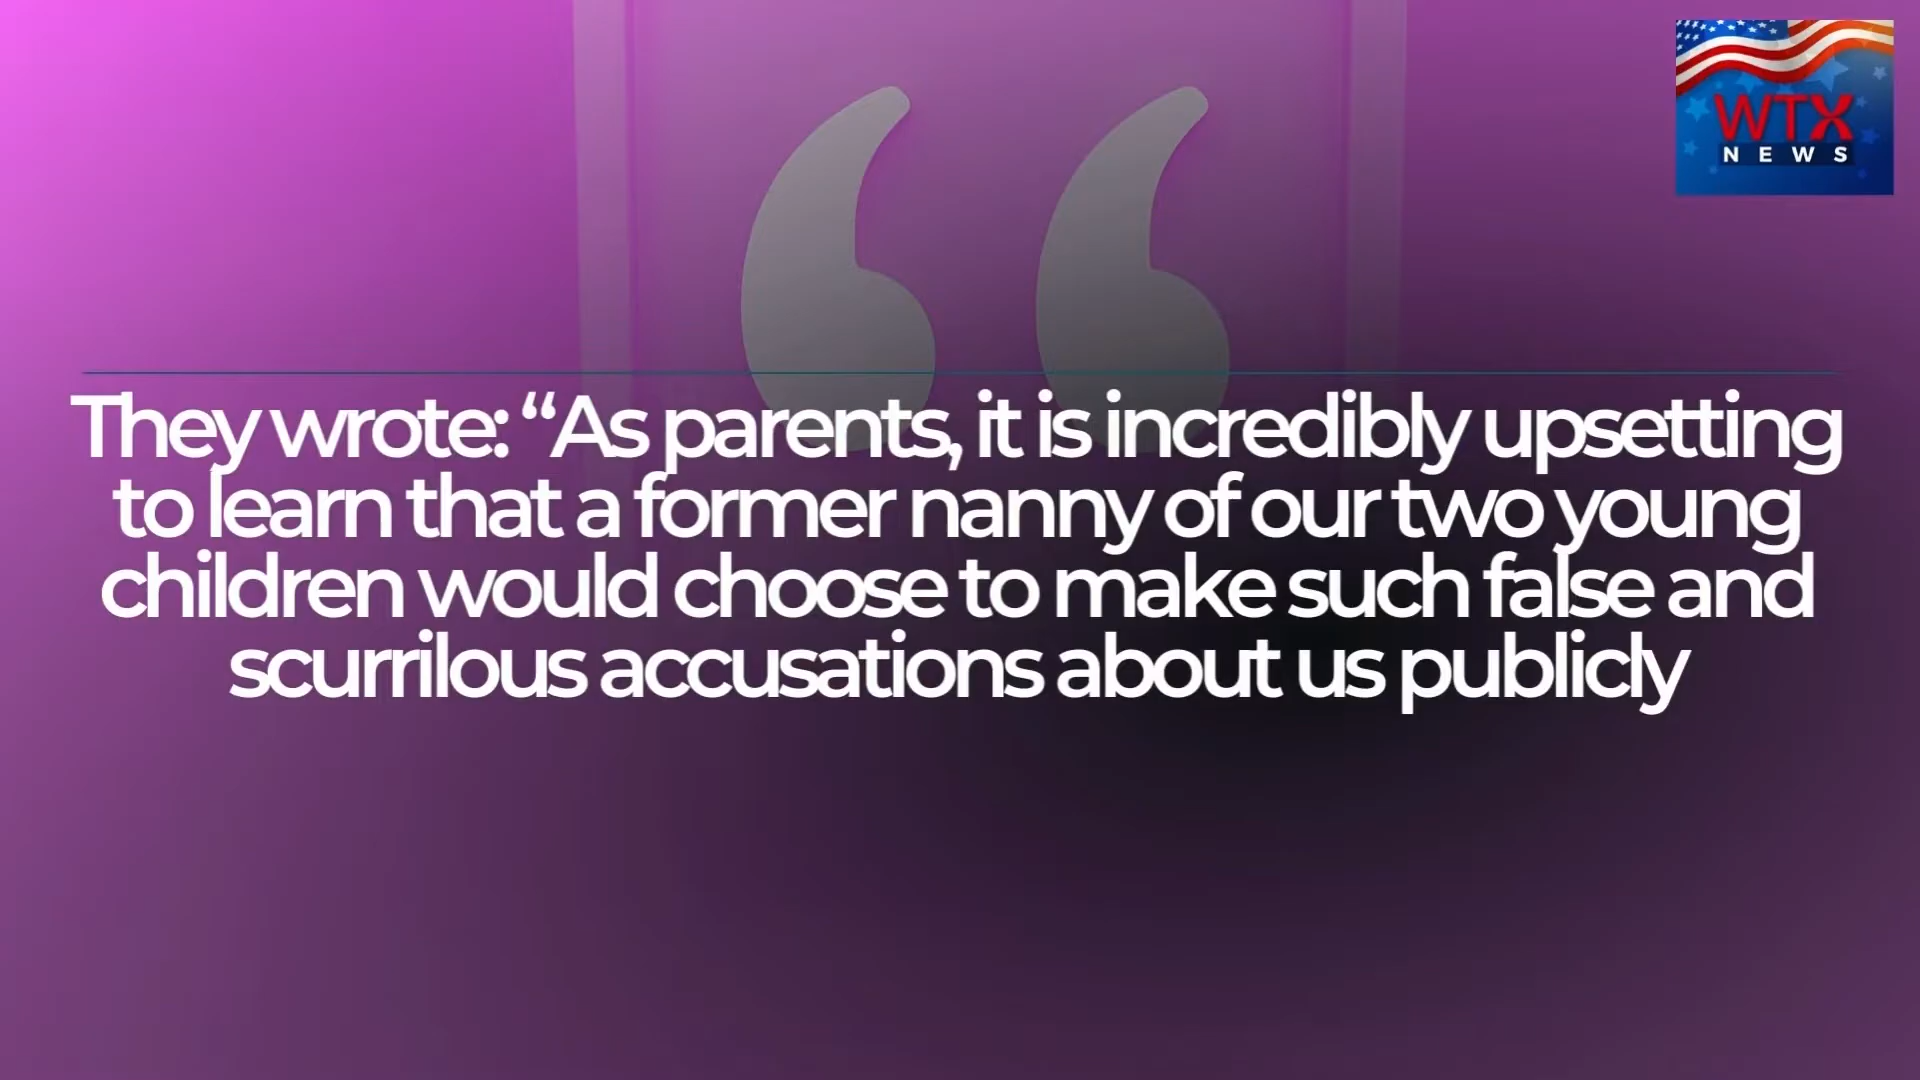 WTX
NEWS
They wrote: “As parents, it is incredibly upsetting
to learn that a former nanny of our two young
children would choose to make such false and
scurrilous accusations about us publicly